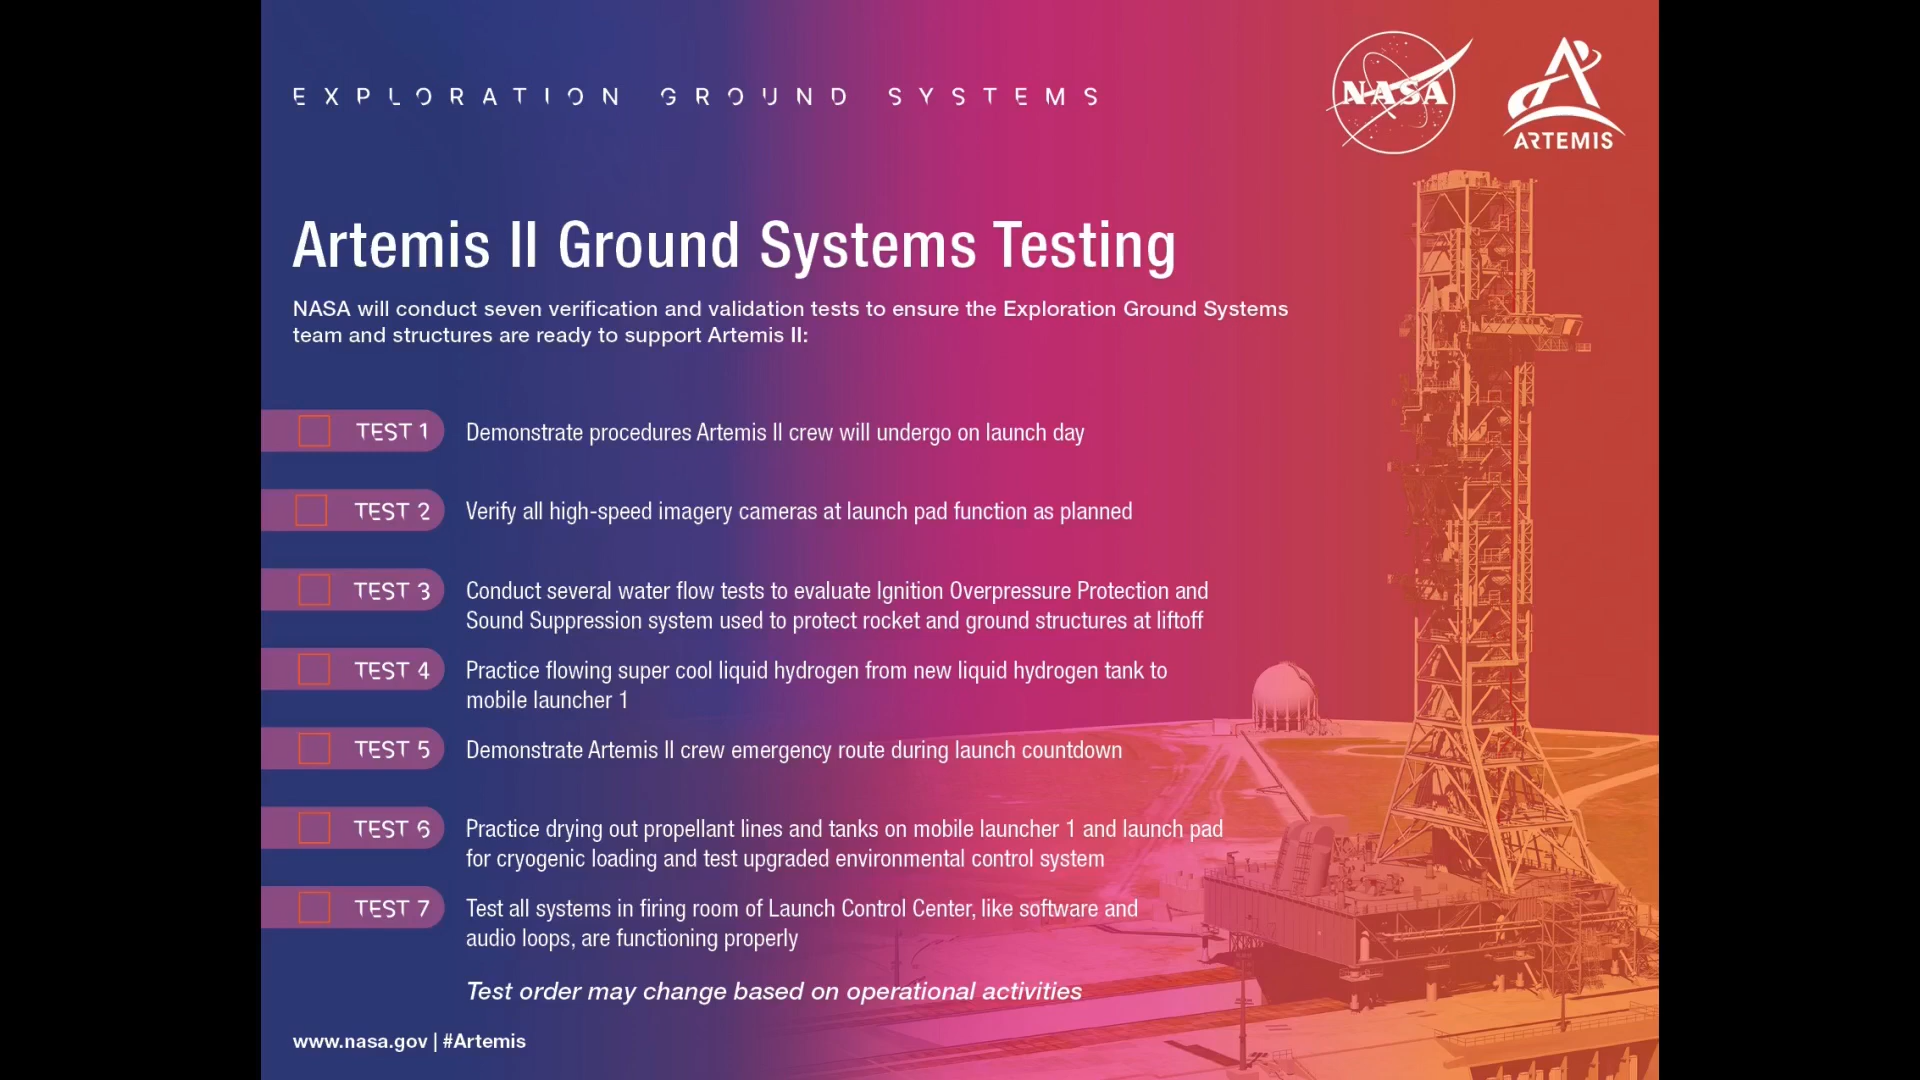 EXPLORATION GROUND SYSTEMS
NASA
ARTEMIS
Artemis II Ground Systems Testing
NASA will conduct seven verification and validation tests to ensure the Exploration Ground Systems
team and structures are ready to support Artemis II:
TEST 1 Demonstrate procedures Artemis II crew will undergo on launch day
TEST 2 Verify all high-speed imagery cameras at launch pad function as planned
TEST 3 Conduct several water flow tests to evaluate Ignition Overpressure Protection and
Sound Suppression system used to protect rocket and ground structures at liftoff
TEST 4 Practice flowing super cool liquid hydrogen from new liquid hydrogen tank to
mobile launcher 1
TEST 5 Demonstrate Artemis II crew emergency route during launch countdown
TEST 6 Practice drying out propellant lines and tanks on mobile launcher 1 and launch pad
for cryogenic loading and test upgraded environmental control system
TEST 7 Test all systems in firing room of Launch Control Center, like software and
audio loops, are functioning properly
Test order may change based on operational activities
www.nasa.gov | #Artemis